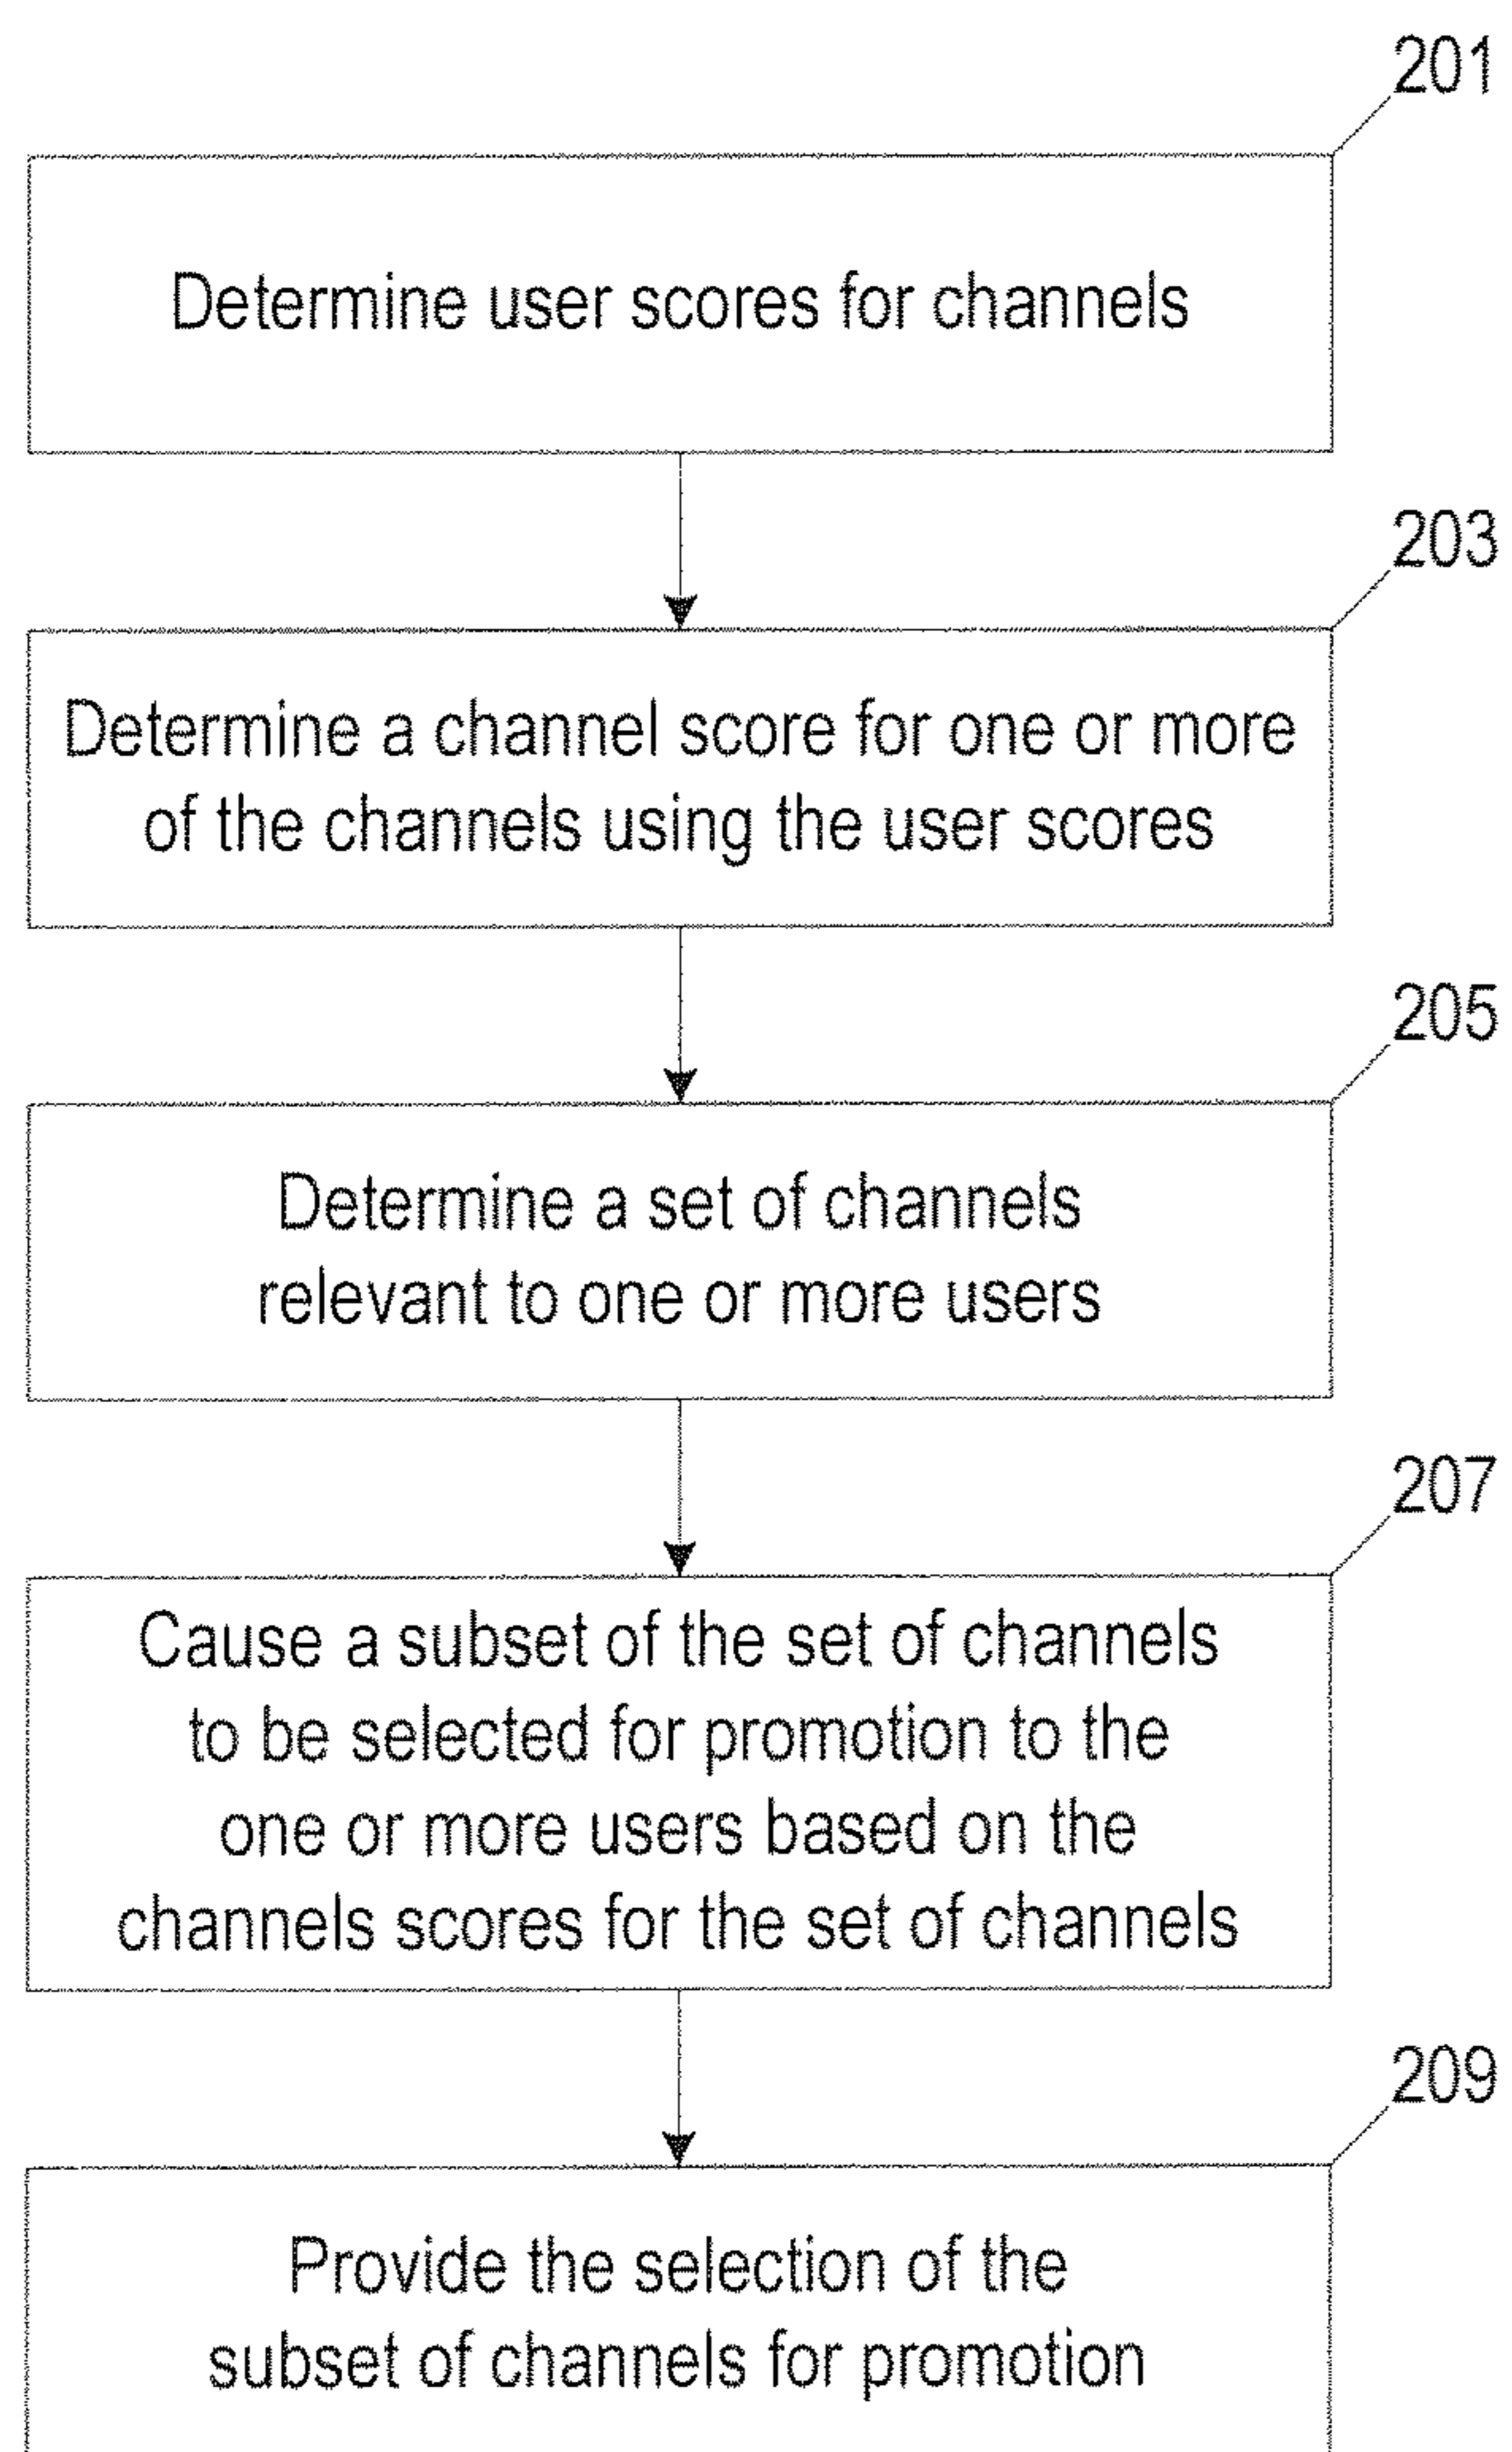 201
Determine user scores for channels
203
Determine a channel score for one or more
of the channels using the user scores
205
Determine a set of channels
relevant to one or more users
207
Cause a subset of the set of channels
to be selected for promotion to the
one or more users based on the
channels scores for the set of channels
209
Provide the selection of the
subset of channels for promotion